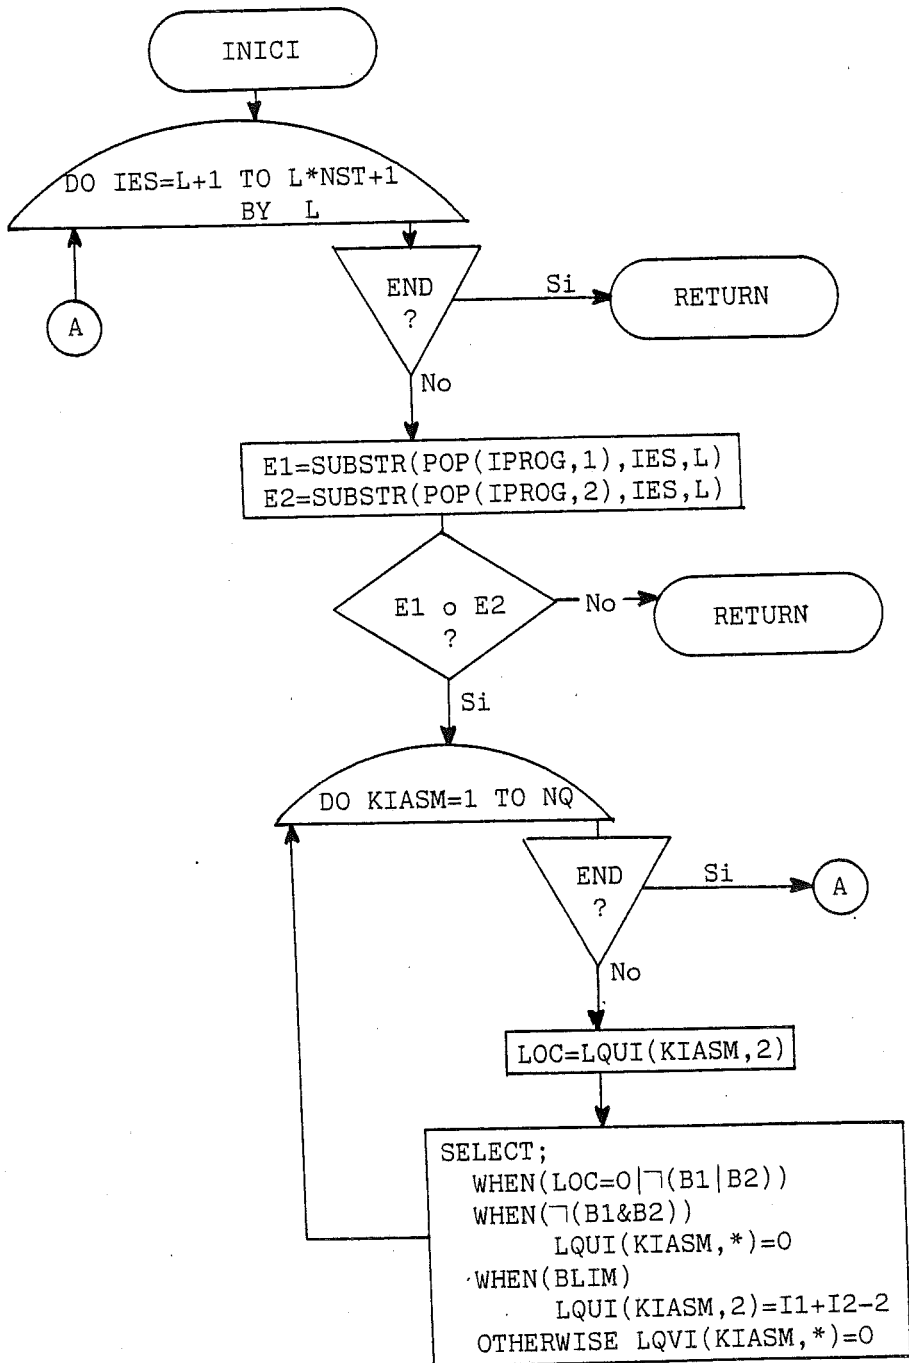 INICI
DO IES=L+1 TO L*NST+1
BY L
END
?
Si
RETURN
A
No
E1=SUBSTR(POP(IPROG,1),IES,L)
E2=SUBSTR(POP(IPROG,2),IES,L)
E1 o E2
?
No
RETURN
Si
DO KIASM=1 TO NQ
END
?
Si
A
No
LOC=LQUI(KIASM,2)
SELECT;
WHEN(LOC=0|¬(B1|B2))
WHEN(¬(B1&B2))
LQUI(KIASM,*)=0
WHEN(BLIM)
LQUI(KIASM,2)=I1+I2-2
OTHERWISE LQVI(KIASM,*)=0